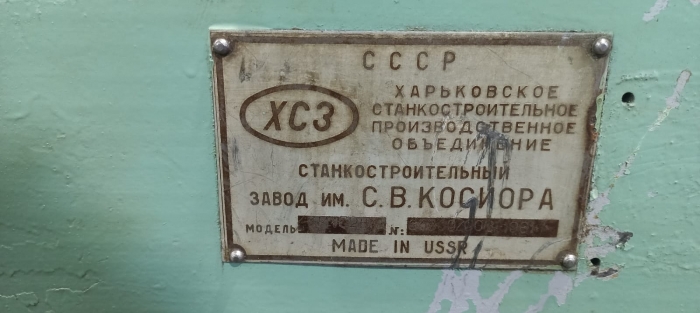 СССР
ХСЗ
ХАРЬКОВСКОЕ
СТАНКОСТРОИТЕЛЬНОЕ
ПРОИЗВОДСТВЕННОЕ
ОБЪЕДИНЕНИЕ
СТАНКОСТРОИТЕЛЬНЫЙ
ЗАВОД ИМ. С.В.КОСИОРА
МОДЕЛЬ №:
MADE IN USSR